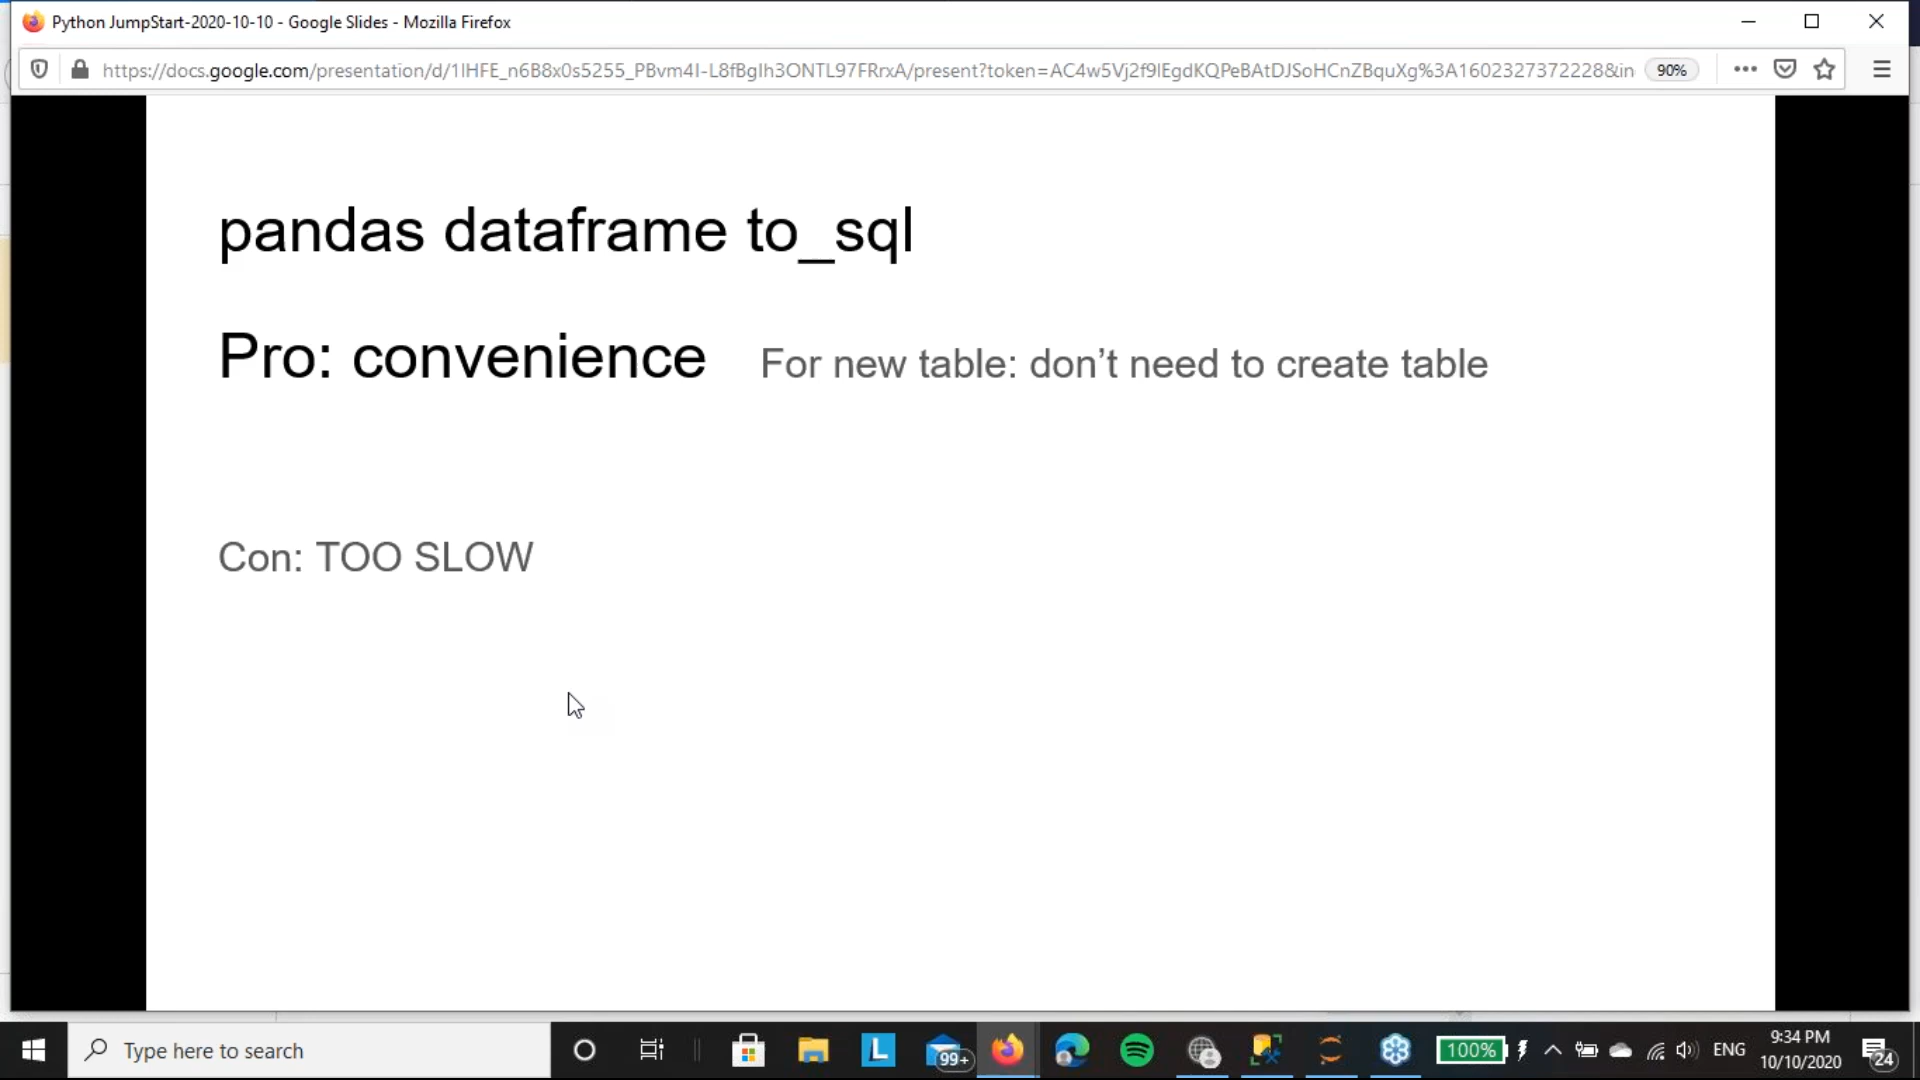 Python JumpStart-2020-10-10 - Google Slides - Mozilla Firefox
https://docs.google.com/presentation/d/1lHFE_n6B8x0s5255_PBvm4I-L8fBgIh3ONTL97FRrxA/present?token=AC4w5Vj2f9lEgdKQPeBAtDJSoHCnZBquXg%3A1602327372228&in
90%
pandas dataframe to_sql
Pro: convenience For new table: don’t need to create table
Con: TOO SLOW
Type here to search
L
99+
100%
ENG
9:34 PM
10/10/2020
24